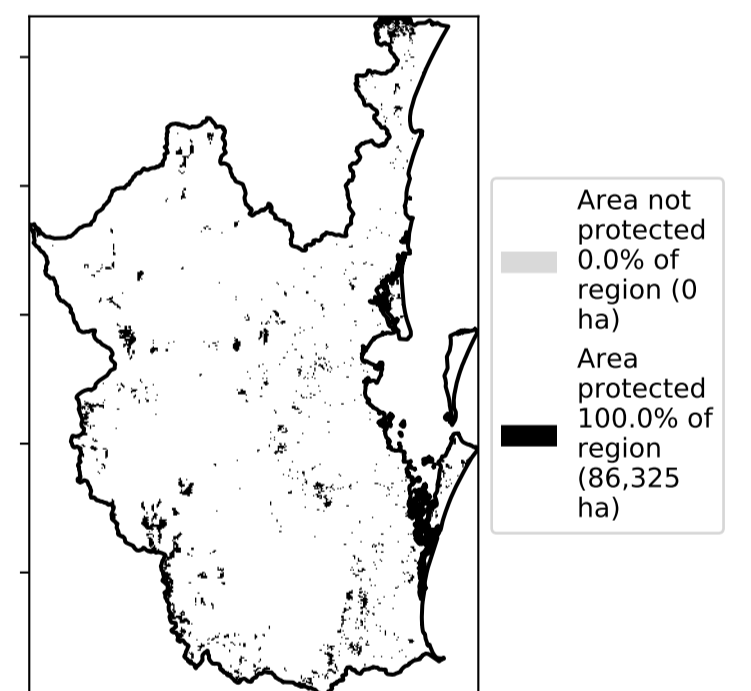 Area not
protected
0.0% of
region (0
ha)
Area
protected
100.0% of
region
(86,325
ha)